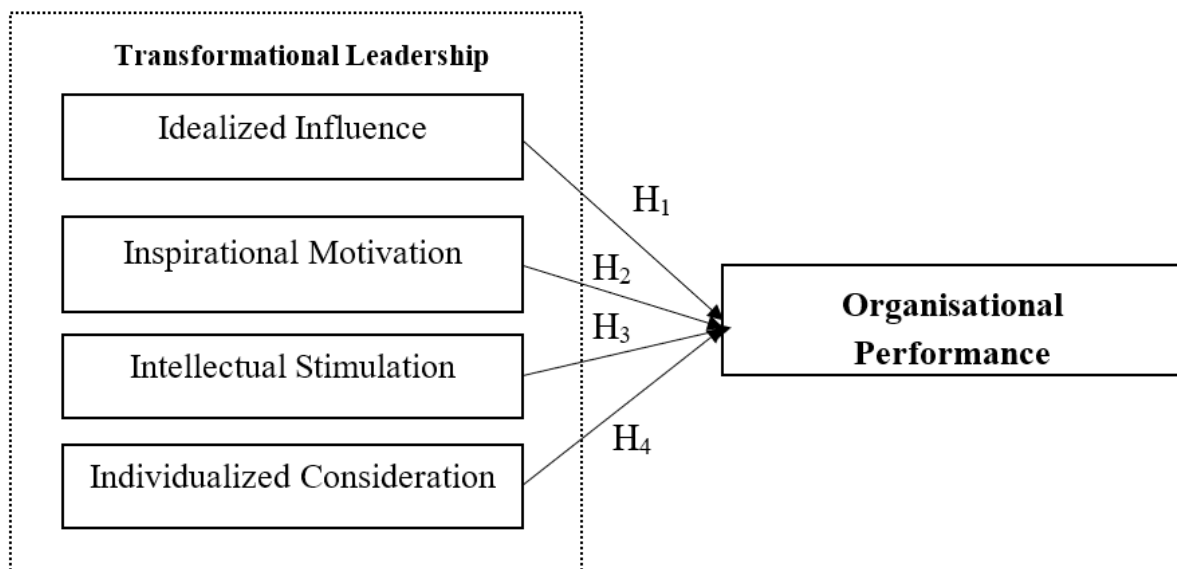 Transformational Leadership
Idealized Influence
H₁
Inspirational Motivation
H₂
Organisational
Performance
H₃
Intellectual Stimulation
H₄
Individualized Consideration